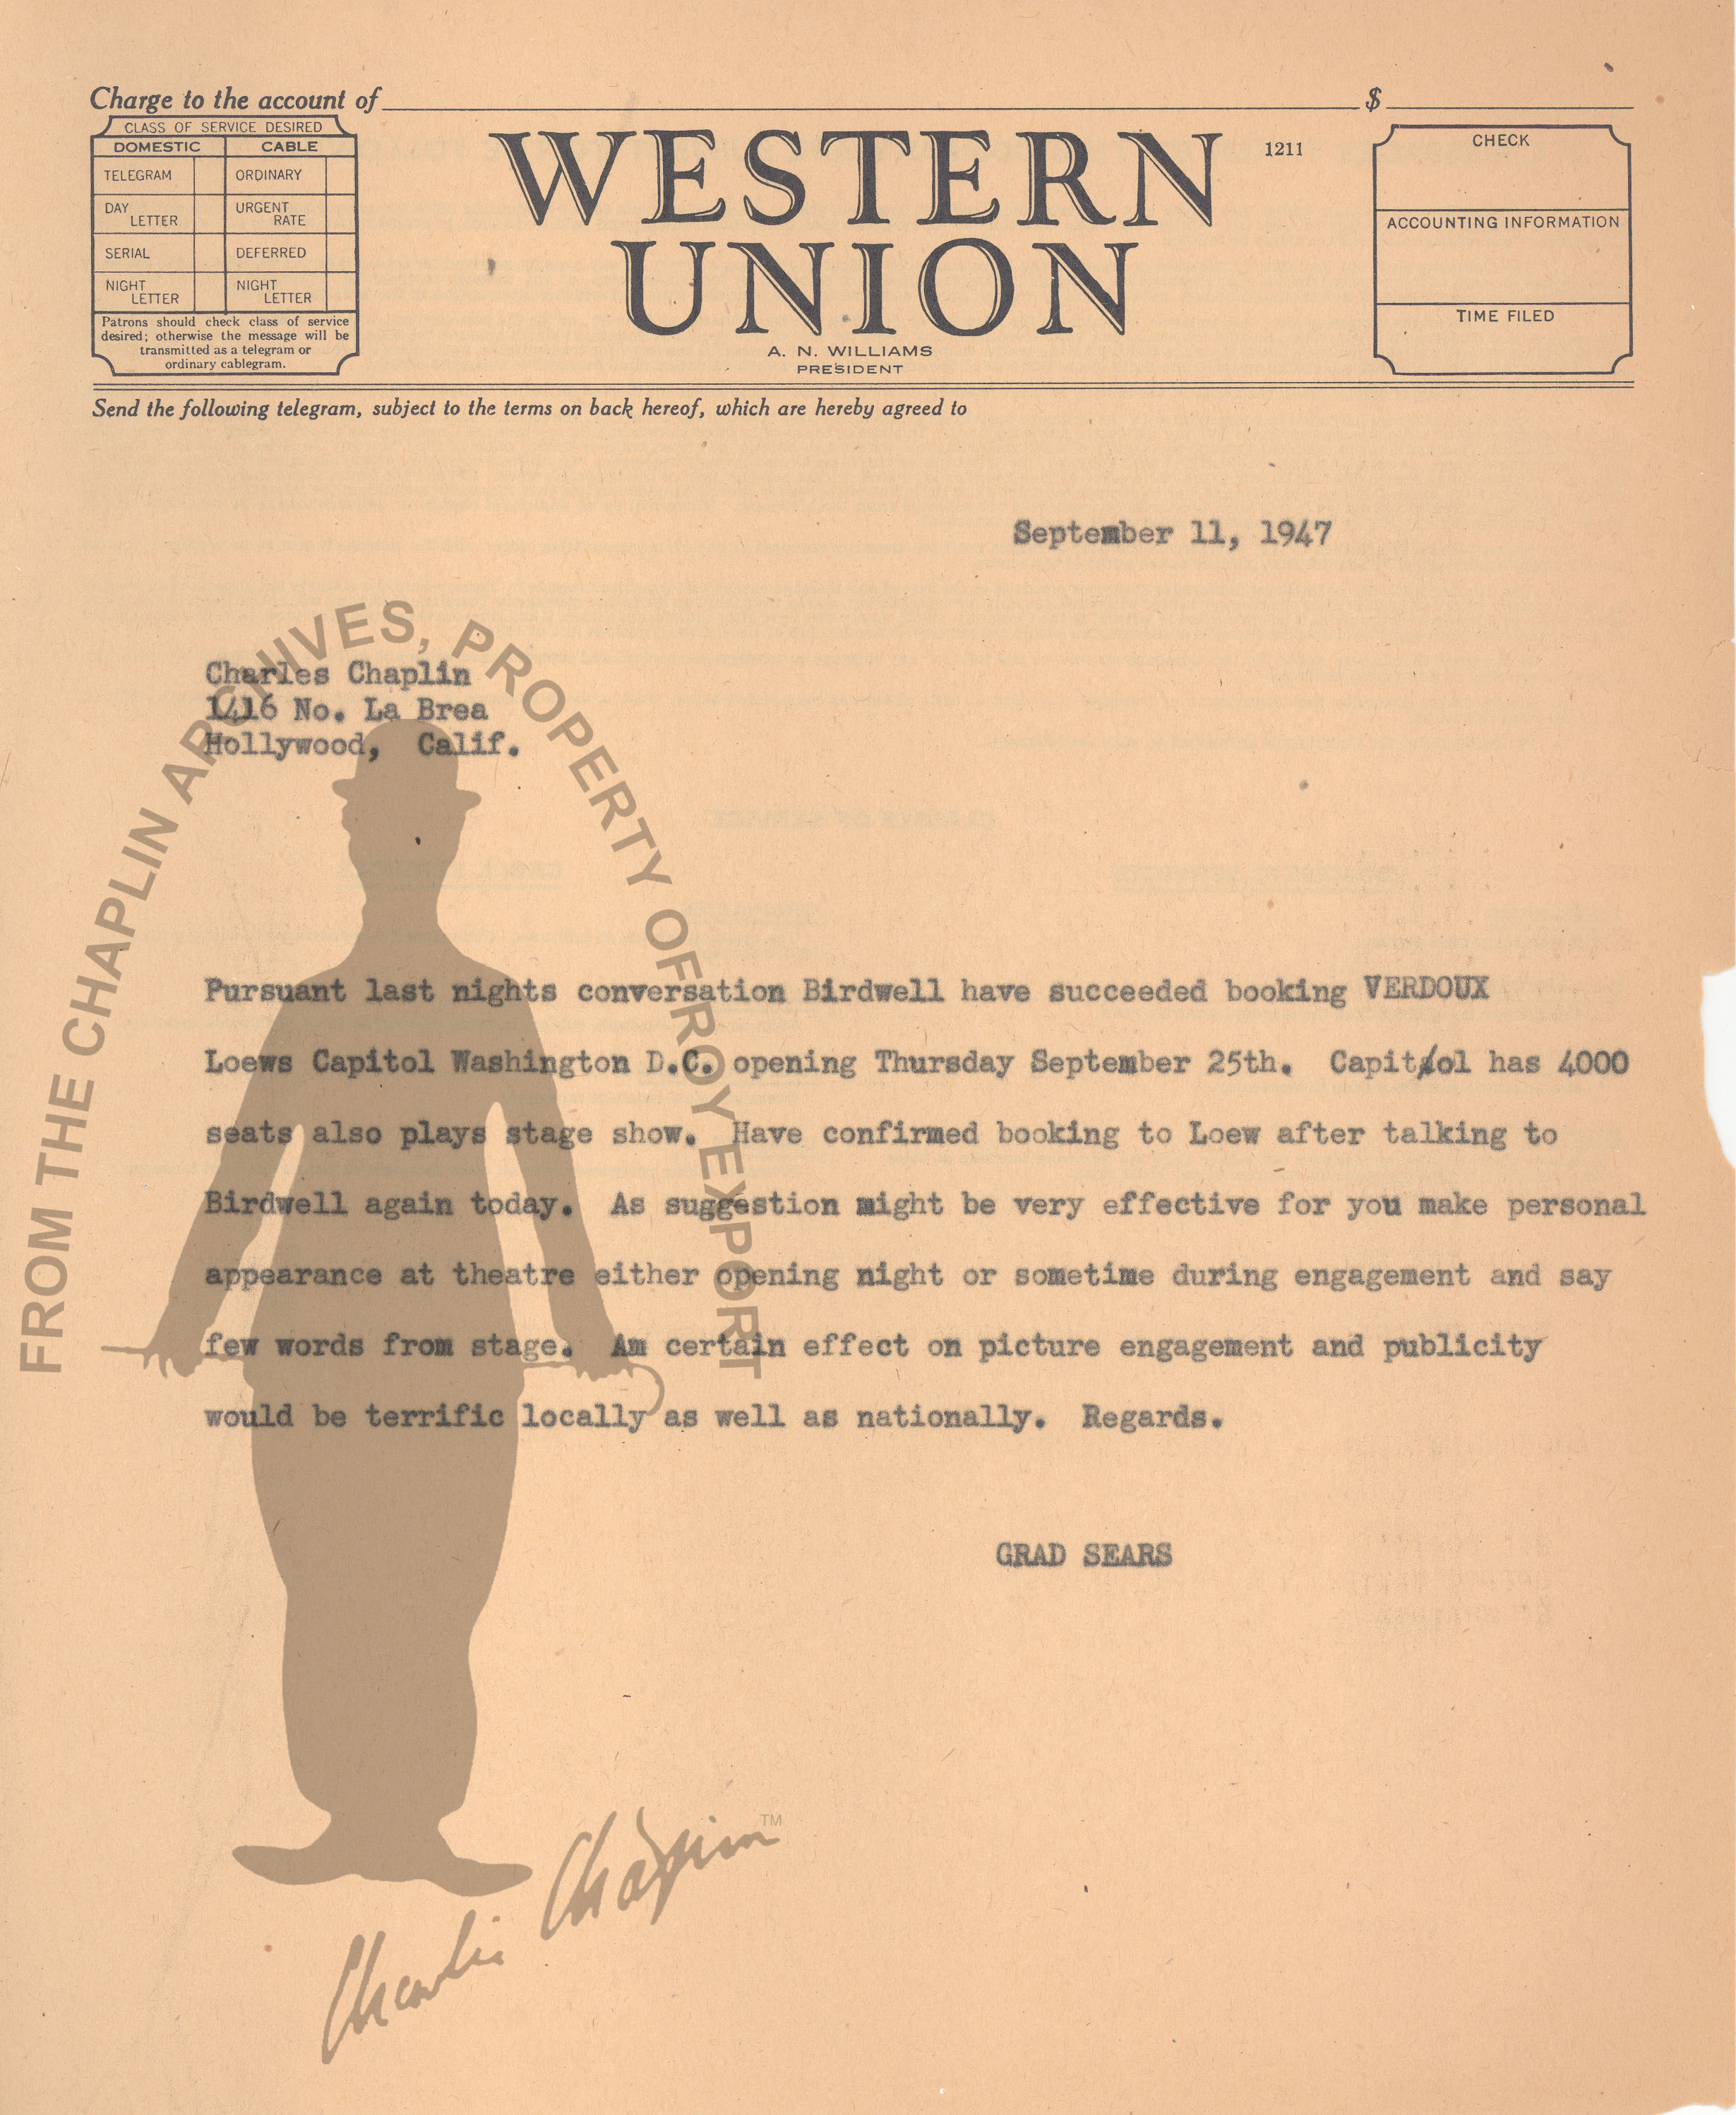 Charge to the account of $
CLASS OF SERVICE DESIRED
DOMESTIC CABLE
TELEGRAM ORDINARY
DAY LETTER URGENT RATE
SERIAL DEFERRED
NIGHT LETTER NIGHT LETTER
Patrons should check class of service
desired; otherwise the message will be
transmitted as a telegram or
ordinary cablegram.
WESTERN
UNION
1211
A. N. WILLIAMS
PRESIDENT
CHECK
ACCOUNTING INFORMATION
TIME FILED
Send the following telegram, subject to the terms on back hereof, which are hereby agreed to
September 11, 1947
Charles Chaplin
1416 No. La Brea
Hollywood, Calif.
Pursuant last nights conversation Birdwell have succeeded booking VERDOUX
Loews Capitol Washington D.C. opening Thursday September 25th. Capitol has 4000
seats also plays stage show. Have confirmed booking to Loew after talking to
Birdwell again today. As suggestion might be very effective for you make personal
appearance at theatre either opening night or sometime during engagement and say
few words from stage. Am certain effect on picture engagement and publicity
would be terrific locally as well as nationally. Regards.
GRAD SEARS
FROM THE CHAPLIN ARCHIVES, PROPERTY OF ROY EXPORT
Charlie Chaplin TM